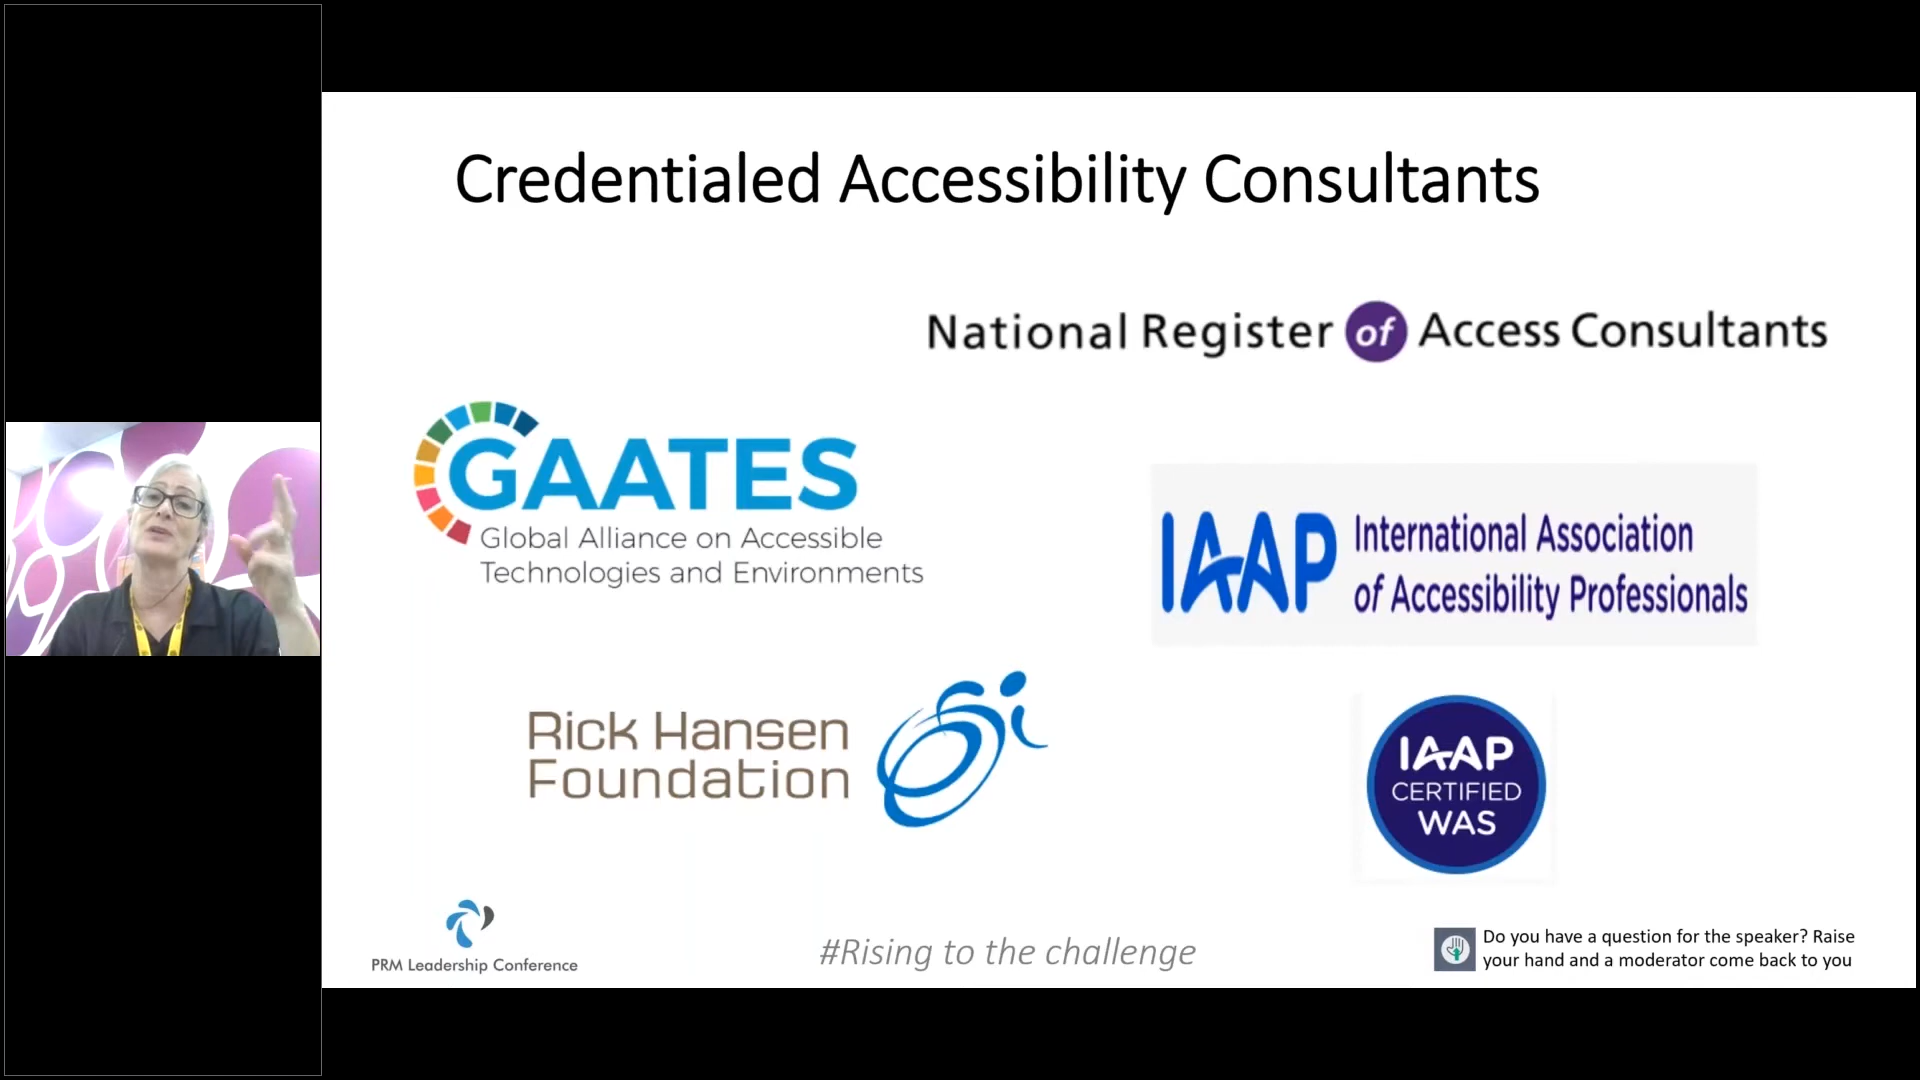 Credentialed Accessibility Consultants
National Register of Access Consultants
GAATES
Global Alliance on Accessible
Technologies and Environments
IAAP International Association
of Accessibility Professionals
Rick Hansen
Foundation
IAAP
CERTIFIED
WAS
PRM Leadership Conference
#Rising to the challenge
Do you have a question for the speaker? Raise
your hand and a moderator come back to you